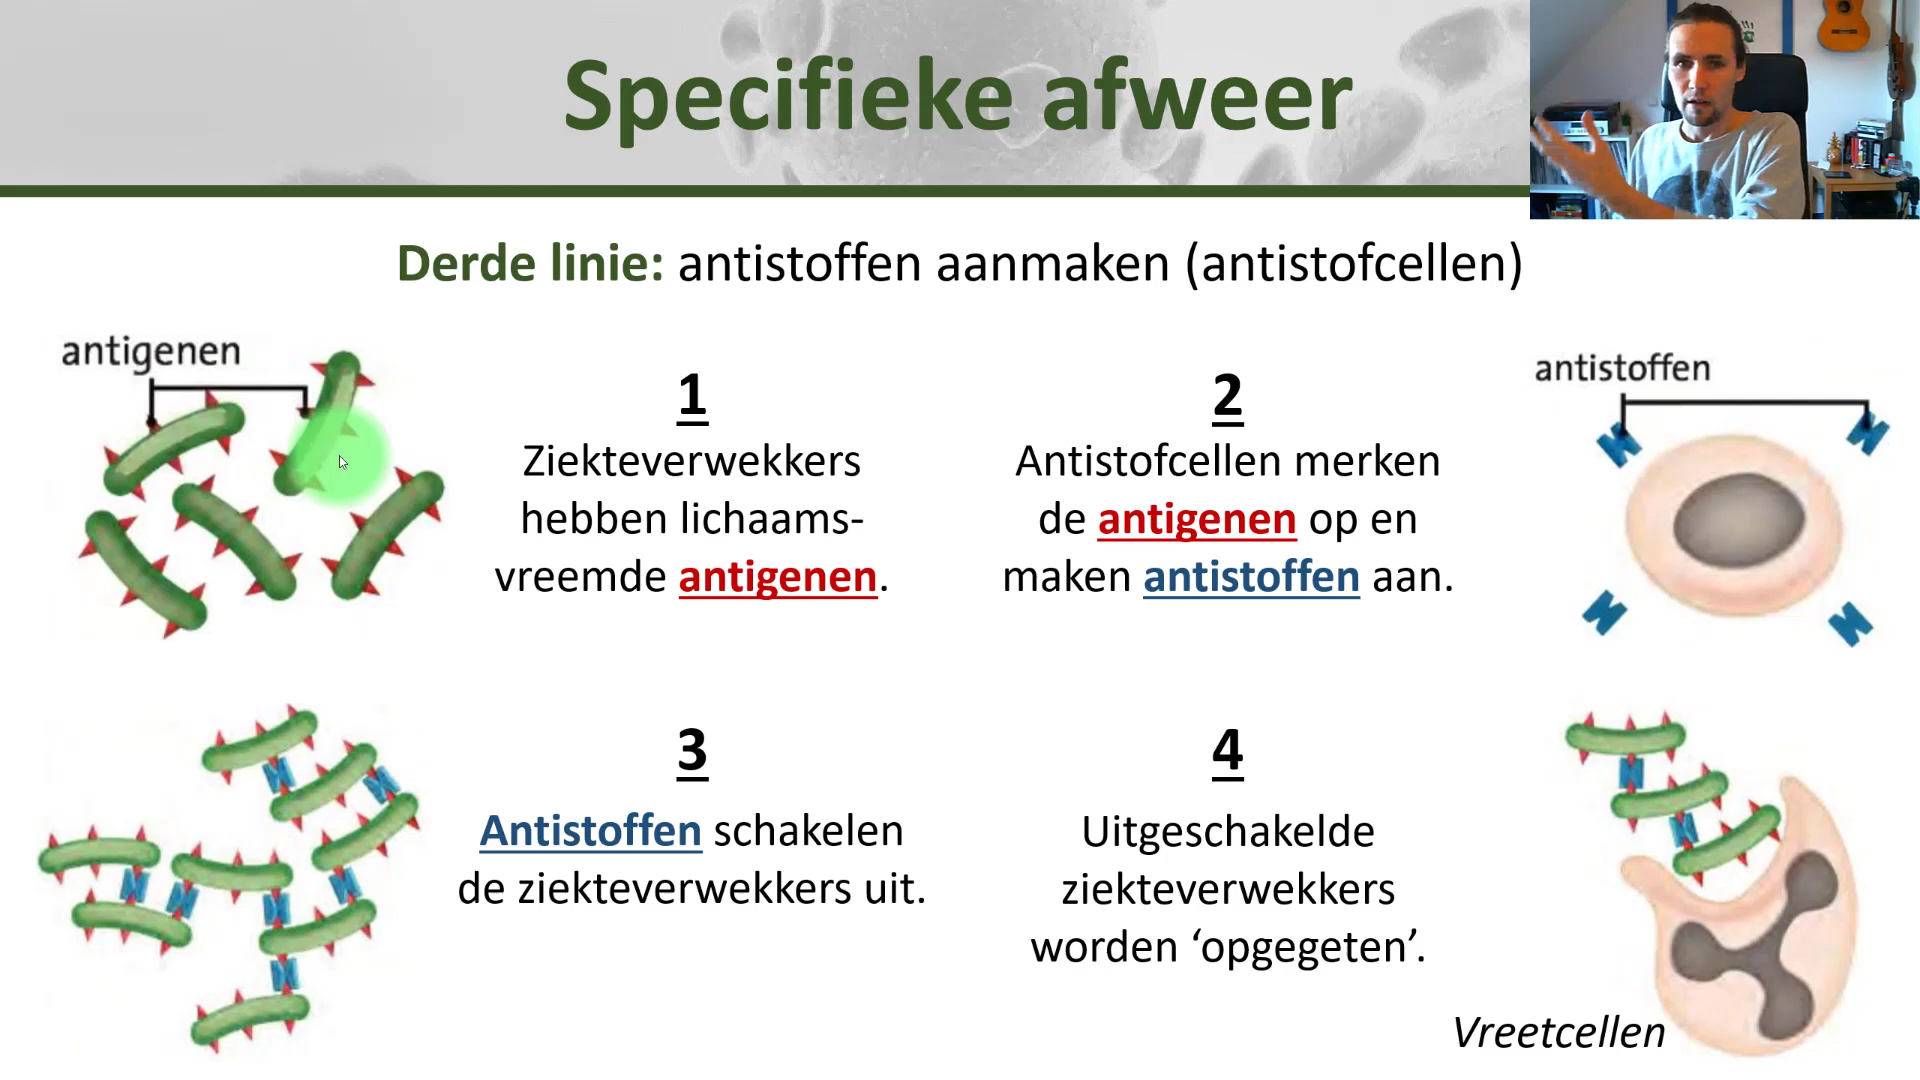 Specifieke afweer
Derde linie: antistoffen aanmaken (antistofcellen)
antigenen
1
Ziekteverwekkers
hebben lichaams-
vreemde antigenen.
2
Antistofcellen merken
de antigenen op en
maken antistoffen aan.
antistoffen
3
Antistoffen schakelen
de ziekteverwekkers uit.
4
Uitgeschakelde
ziekteverwekkers
worden ‘opgegeten’.
Vreetcellen